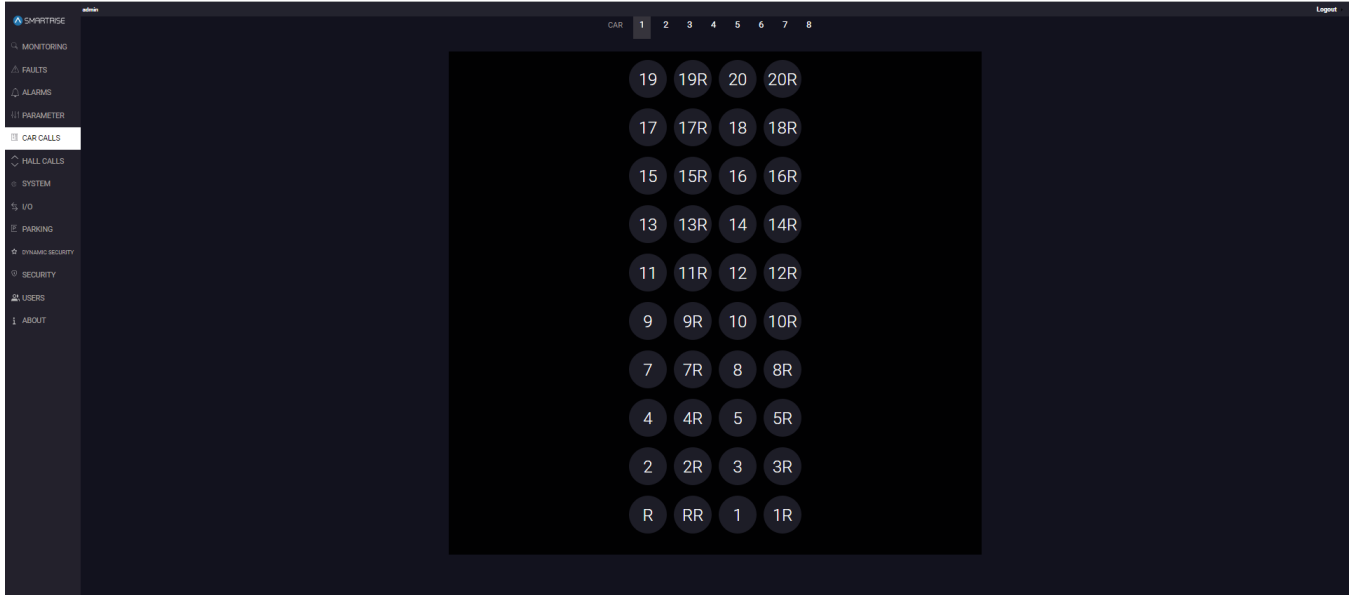 admin
Logout
SMARTRISE
CAR 1 2 3 4 5 6 7 8
MONITORING
FAULTS
ALARMS
PARAMETER
CAR CALLS
HALL CALLS
SYSTEM
I/O
PARKING
DYNAMIC SECURITY
SECURITY
USERS
ABOUT
19 19R 20 20R
17 17R 18 18R
15 15R 16 16R
13 13R 14 14R
11 11R 12 12R
9 9R 10 10R
7 7R 8 8R
4 4R 5 5R
2 2R 3 3R
R RR 1 1R